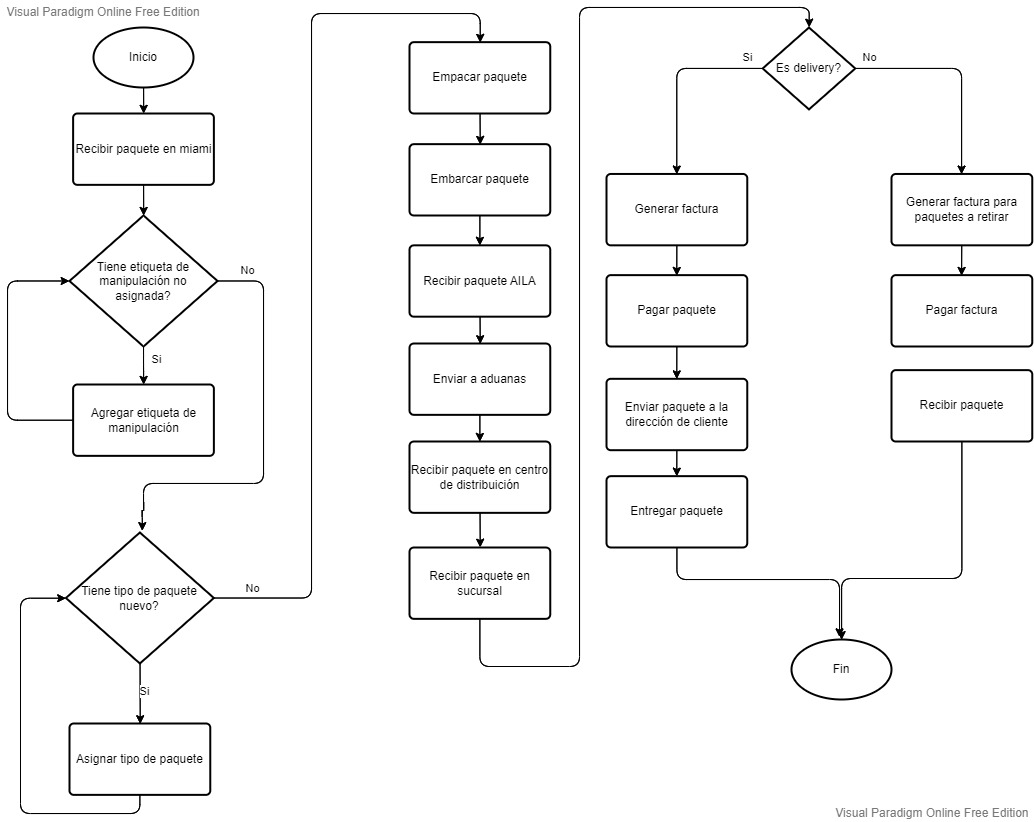 Visual Paradigm Online Free Edition
Inicio
Recibir paquete en miami
Tiene etiqueta de
manipulación no
asignada?
No
Si
Agregar etiqueta de
manipulación
Tiene tipo de paquete
nuevo?
No
Si
Asignar tipo de paquete
Empacar paquete
Embarcar paquete
Recibir paquete AILA
Enviar a aduanas
Recibir paquete en centro
de distribuición
Recibir paquete en
sucursal
Es delivery?
Si
No
Generar factura
Pagar paquete
Enviar paquete a la
dirección de cliente
Entregar paquete
Generar factura para
paquetes a retirar
Pagar factura
Recibir paquete
Fin
Visual Paradigm Online Free Edition